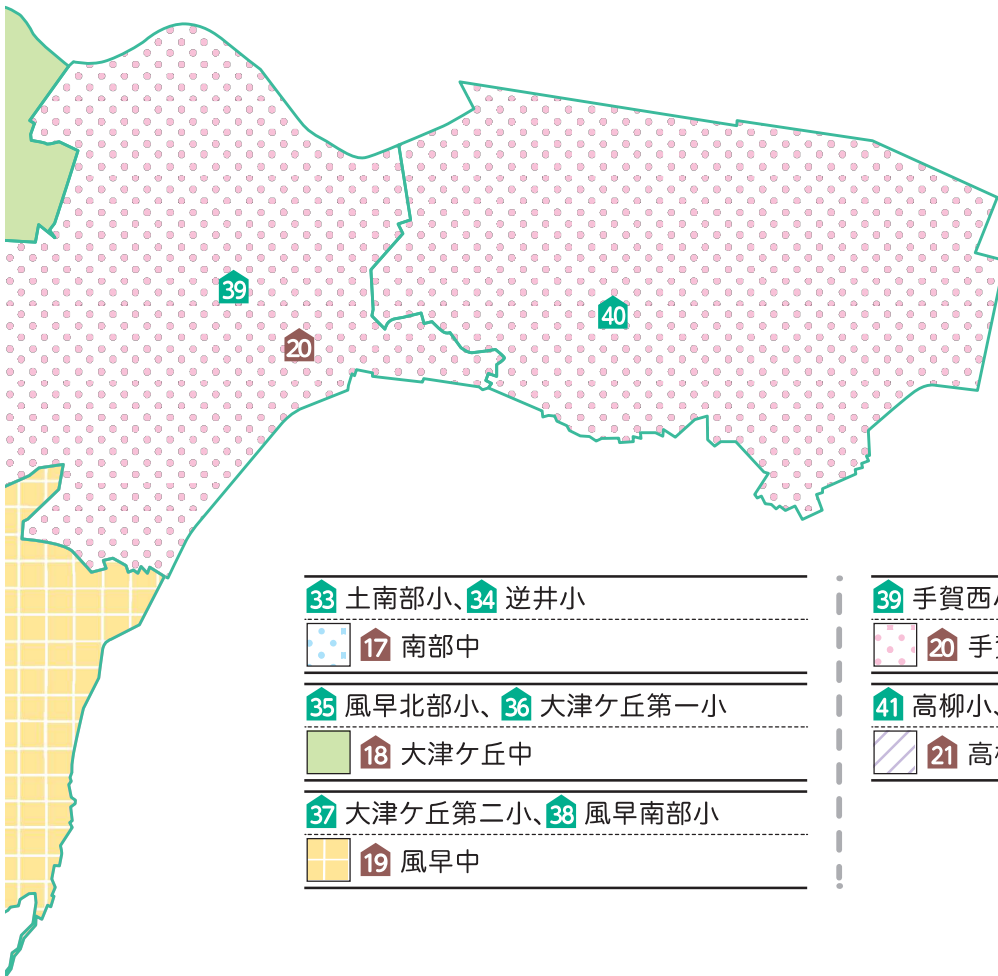 39
20
40
33 土南部小、34 逆井小
17 南部中
35 風早北部小、36 大津ケ丘第一小
18 大津ケ丘中
37 大津ケ丘第二小、38 風早南部小
19 風早中
39 手賀西
20 手
41 高柳小、
21 高